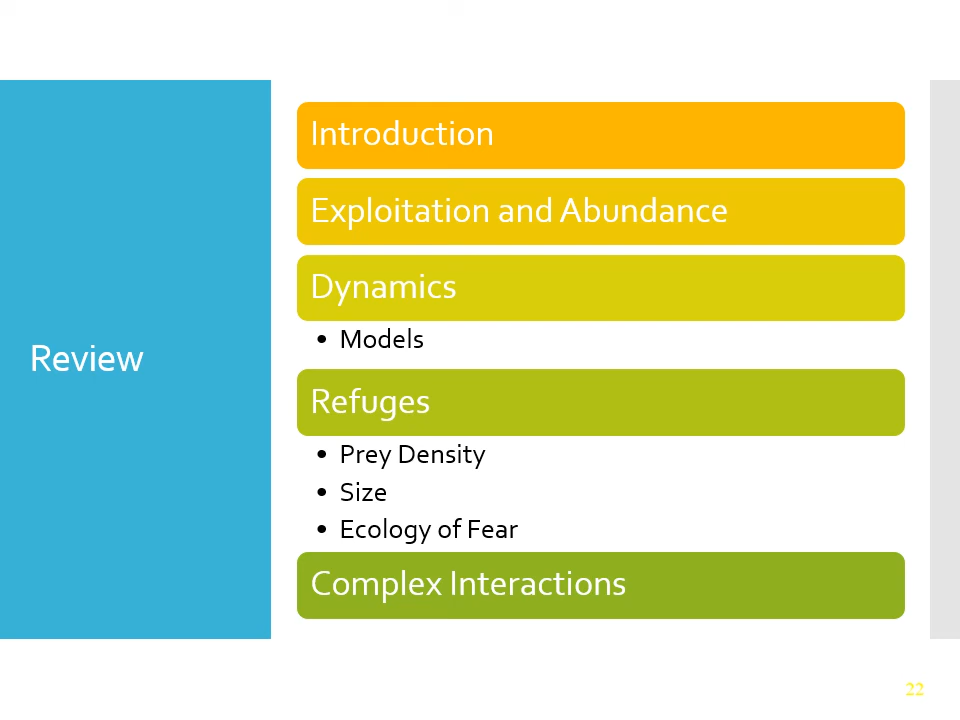 Review
Introduction
Exploitation and Abundance
Dynamics
• Models
Refuges
• Prey Density
• Size
• Ecology of Fear
Complex Interactions
22